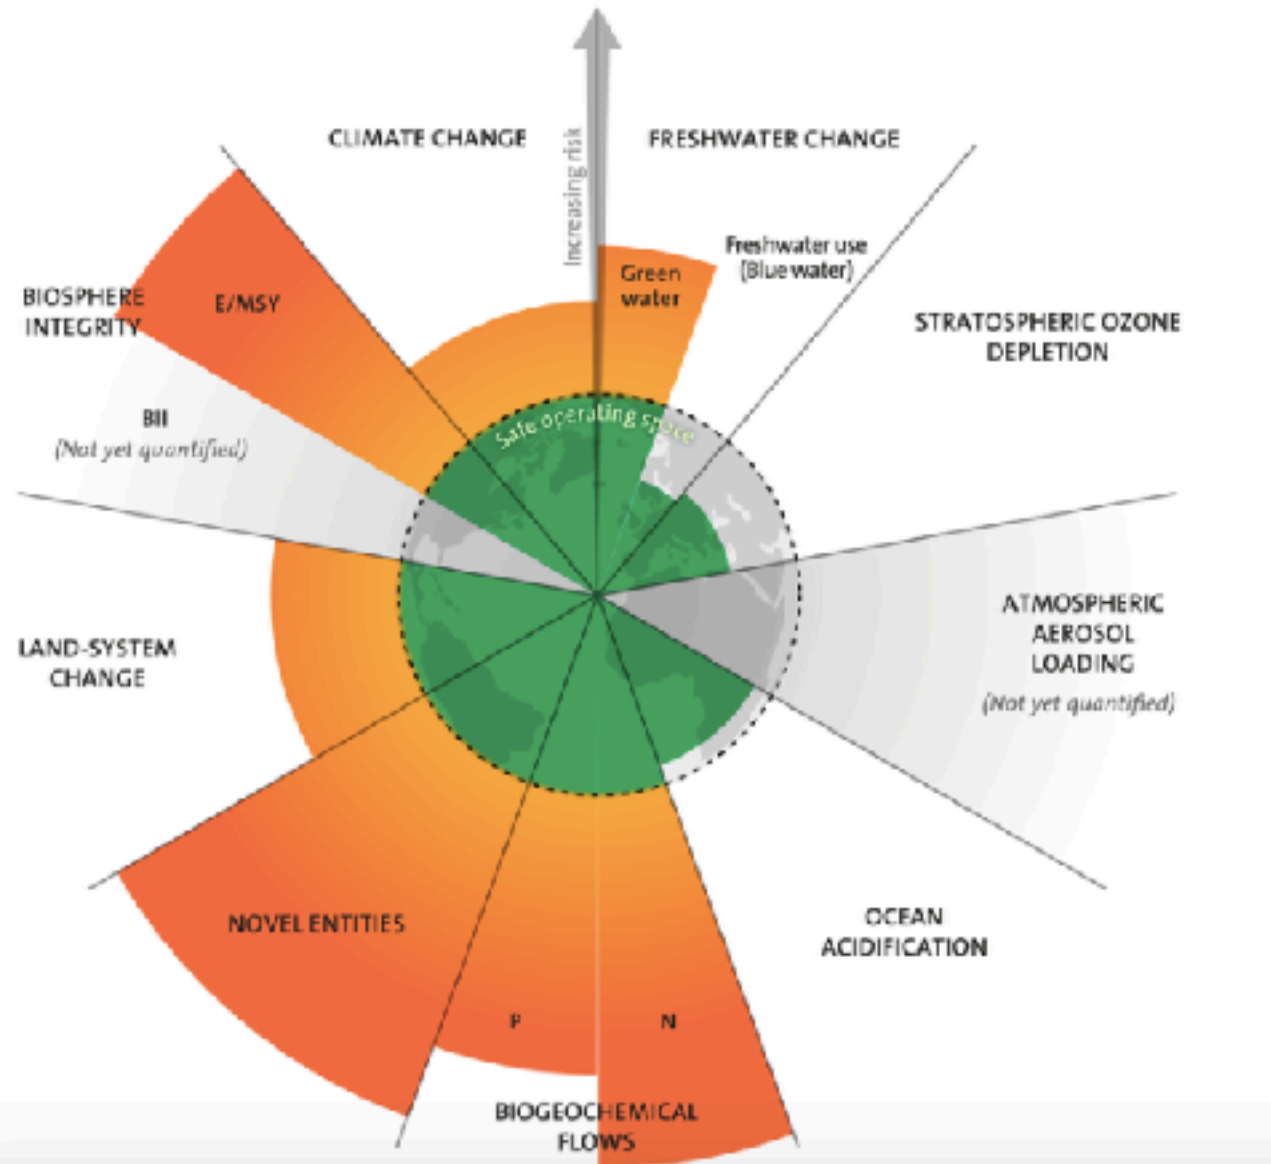 CLIMATE CHANGE
FRESHWATER CHANGE
Increasing risk
Green
water
Freshwater use
(Blue water)
BIOSPHERE
INTEGRITY
E/MSY
STRATOSPHERIC OZONE
DEPLETION
BII
(Not yet quantified)
Safe operating space
ATMOSPHERIC
AEROSOL
LOADING
(Not yet quantified)
LAND-SYSTEM
CHANGE
NOVEL ENTITIES
OCEAN
ACIDIFICATION
P
N
BIOGEOCHEMICAL
FLOWS